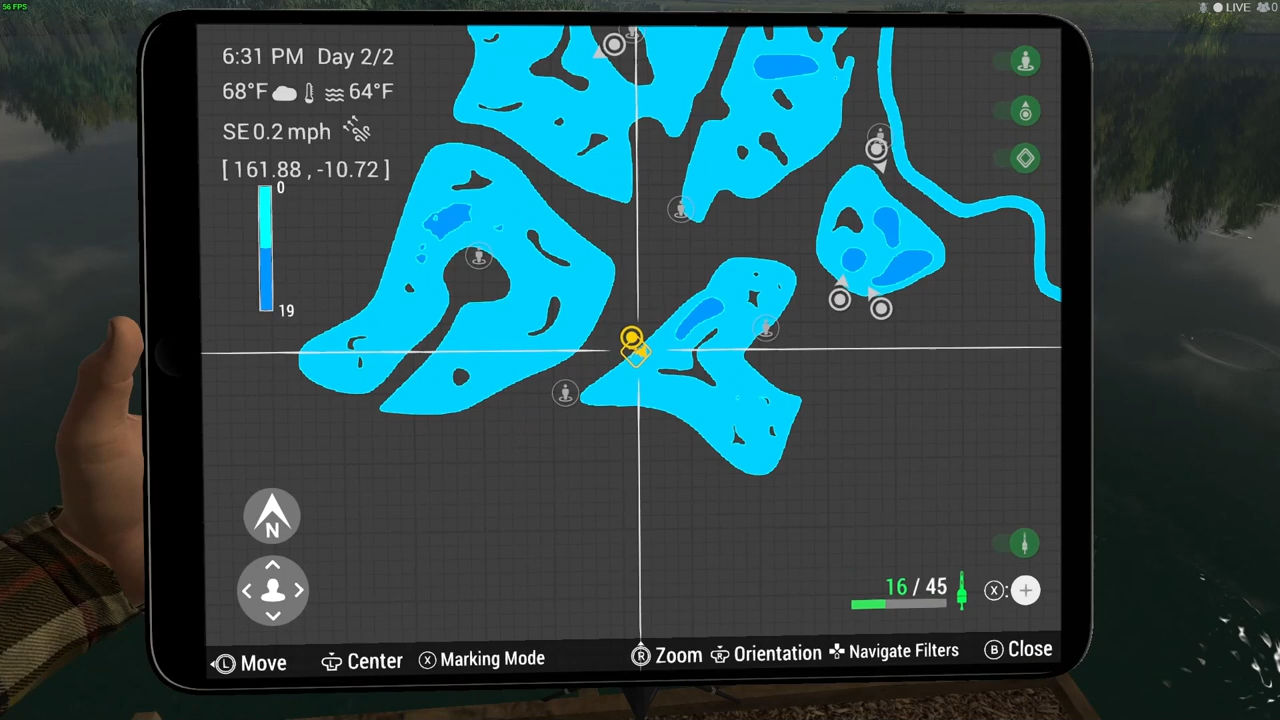 56 FPS
LIVE 0
6:31 PM Day 2/2
68°F 64°F
SE 0.2 mph
[ 161.88 , -10.72 ]
0
19
N
16 / 45 X: +
L Move L Center X Marking Mode R Zoom R Orientation Navigate Filters B Close